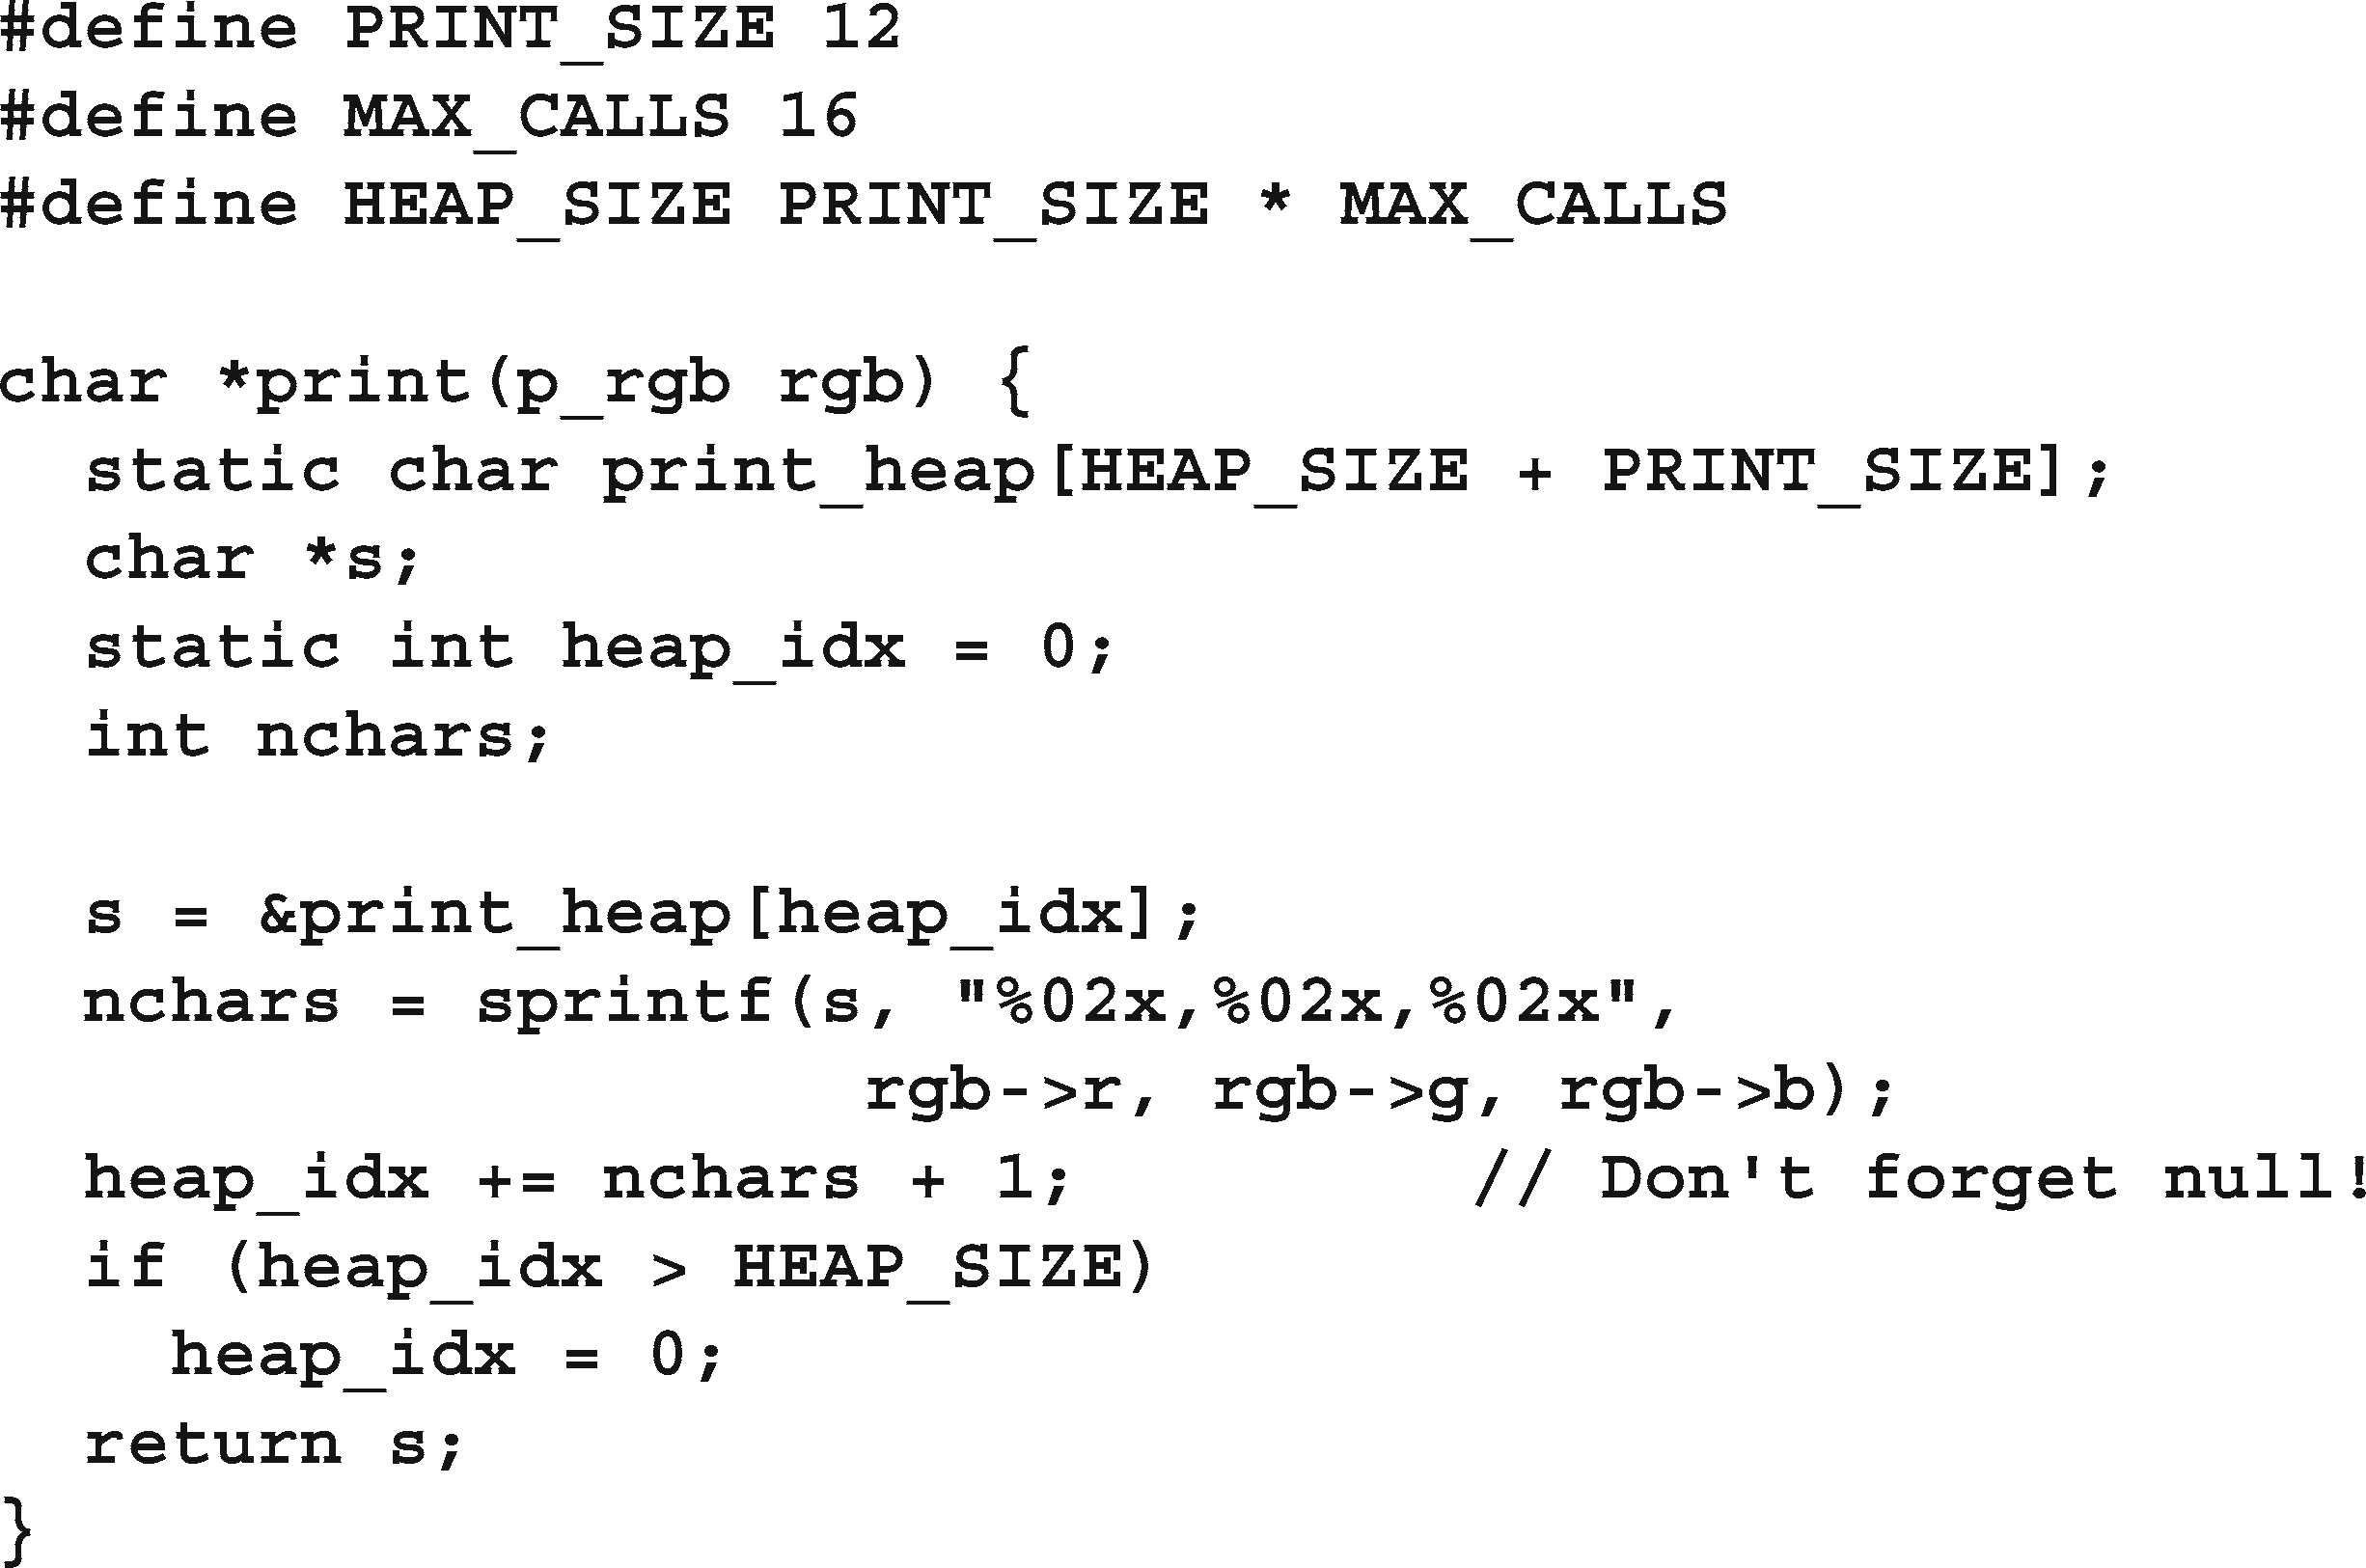 #define PRINT_SIZE 12
#define MAX_CALLS 16
#define HEAP_SIZE PRINT_SIZE * MAX_CALLS

char *print(p_rgb rgb) {
  static char print_heap[HEAP_SIZE + PRINT_SIZE];
  char *s;
  static int heap_idx = 0;
  int nchars;

  s = &print_heap[heap_idx];
  nchars = sprintf(s, "%02x,%02x,%02x",
                    rgb->r, rgb->g, rgb->b);
  heap_idx += nchars + 1;         // Don't forget null!
  if (heap_idx > HEAP_SIZE)
    heap_idx = 0;
  return s;
}